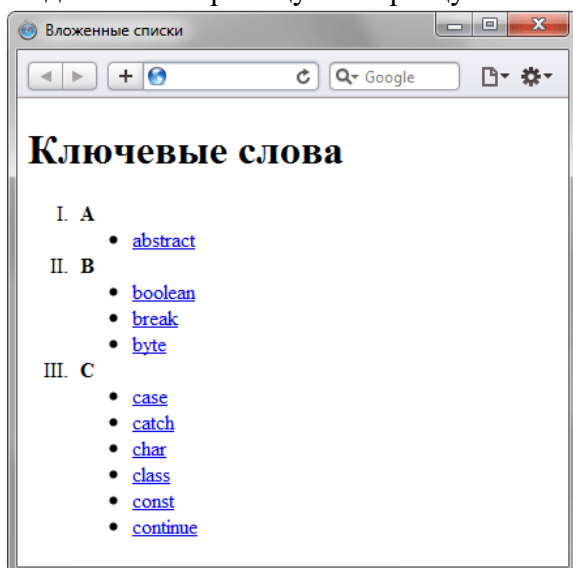 Вложенные списки
Google
Ключевые слова
I. A
• abstract
II. B
• boolean
• break
• byte
III. C
• case
• catch
• char
• class
• const
• continue